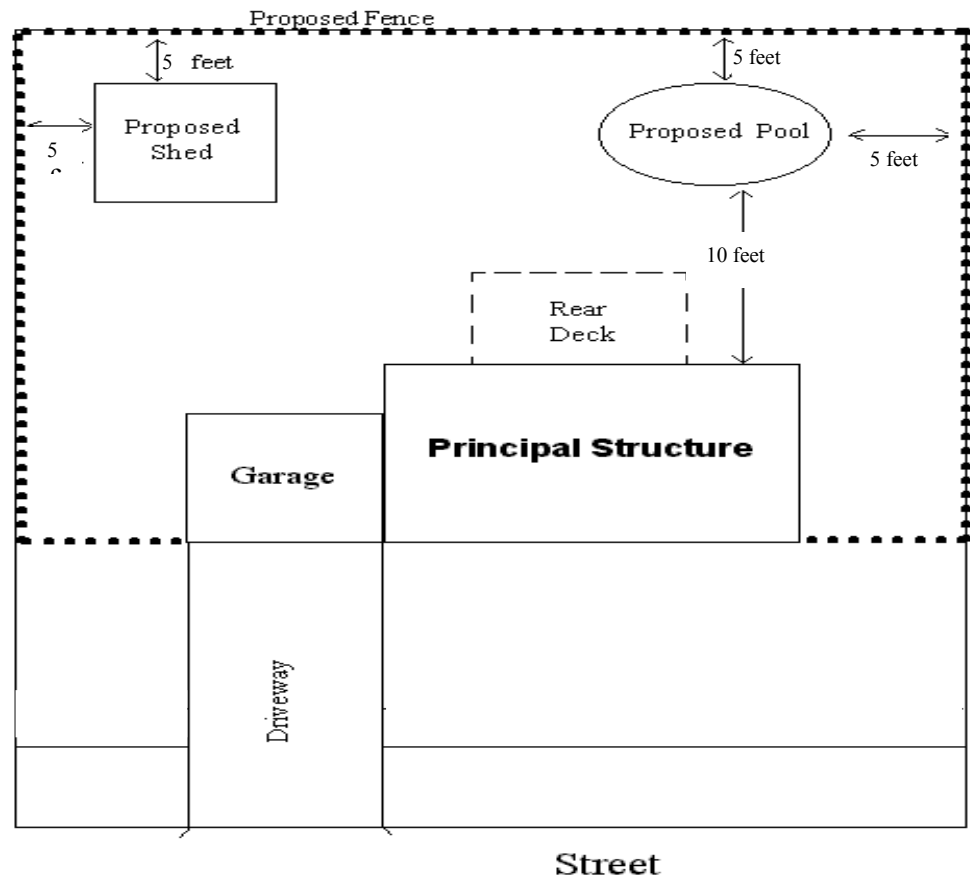 Proposed Fence
5 feet
5 feet
Proposed
Shed
Proposed Pool
5
5 feet
10 feet
Rear
Deck
Principal Structure
Garage
Driveway
Street